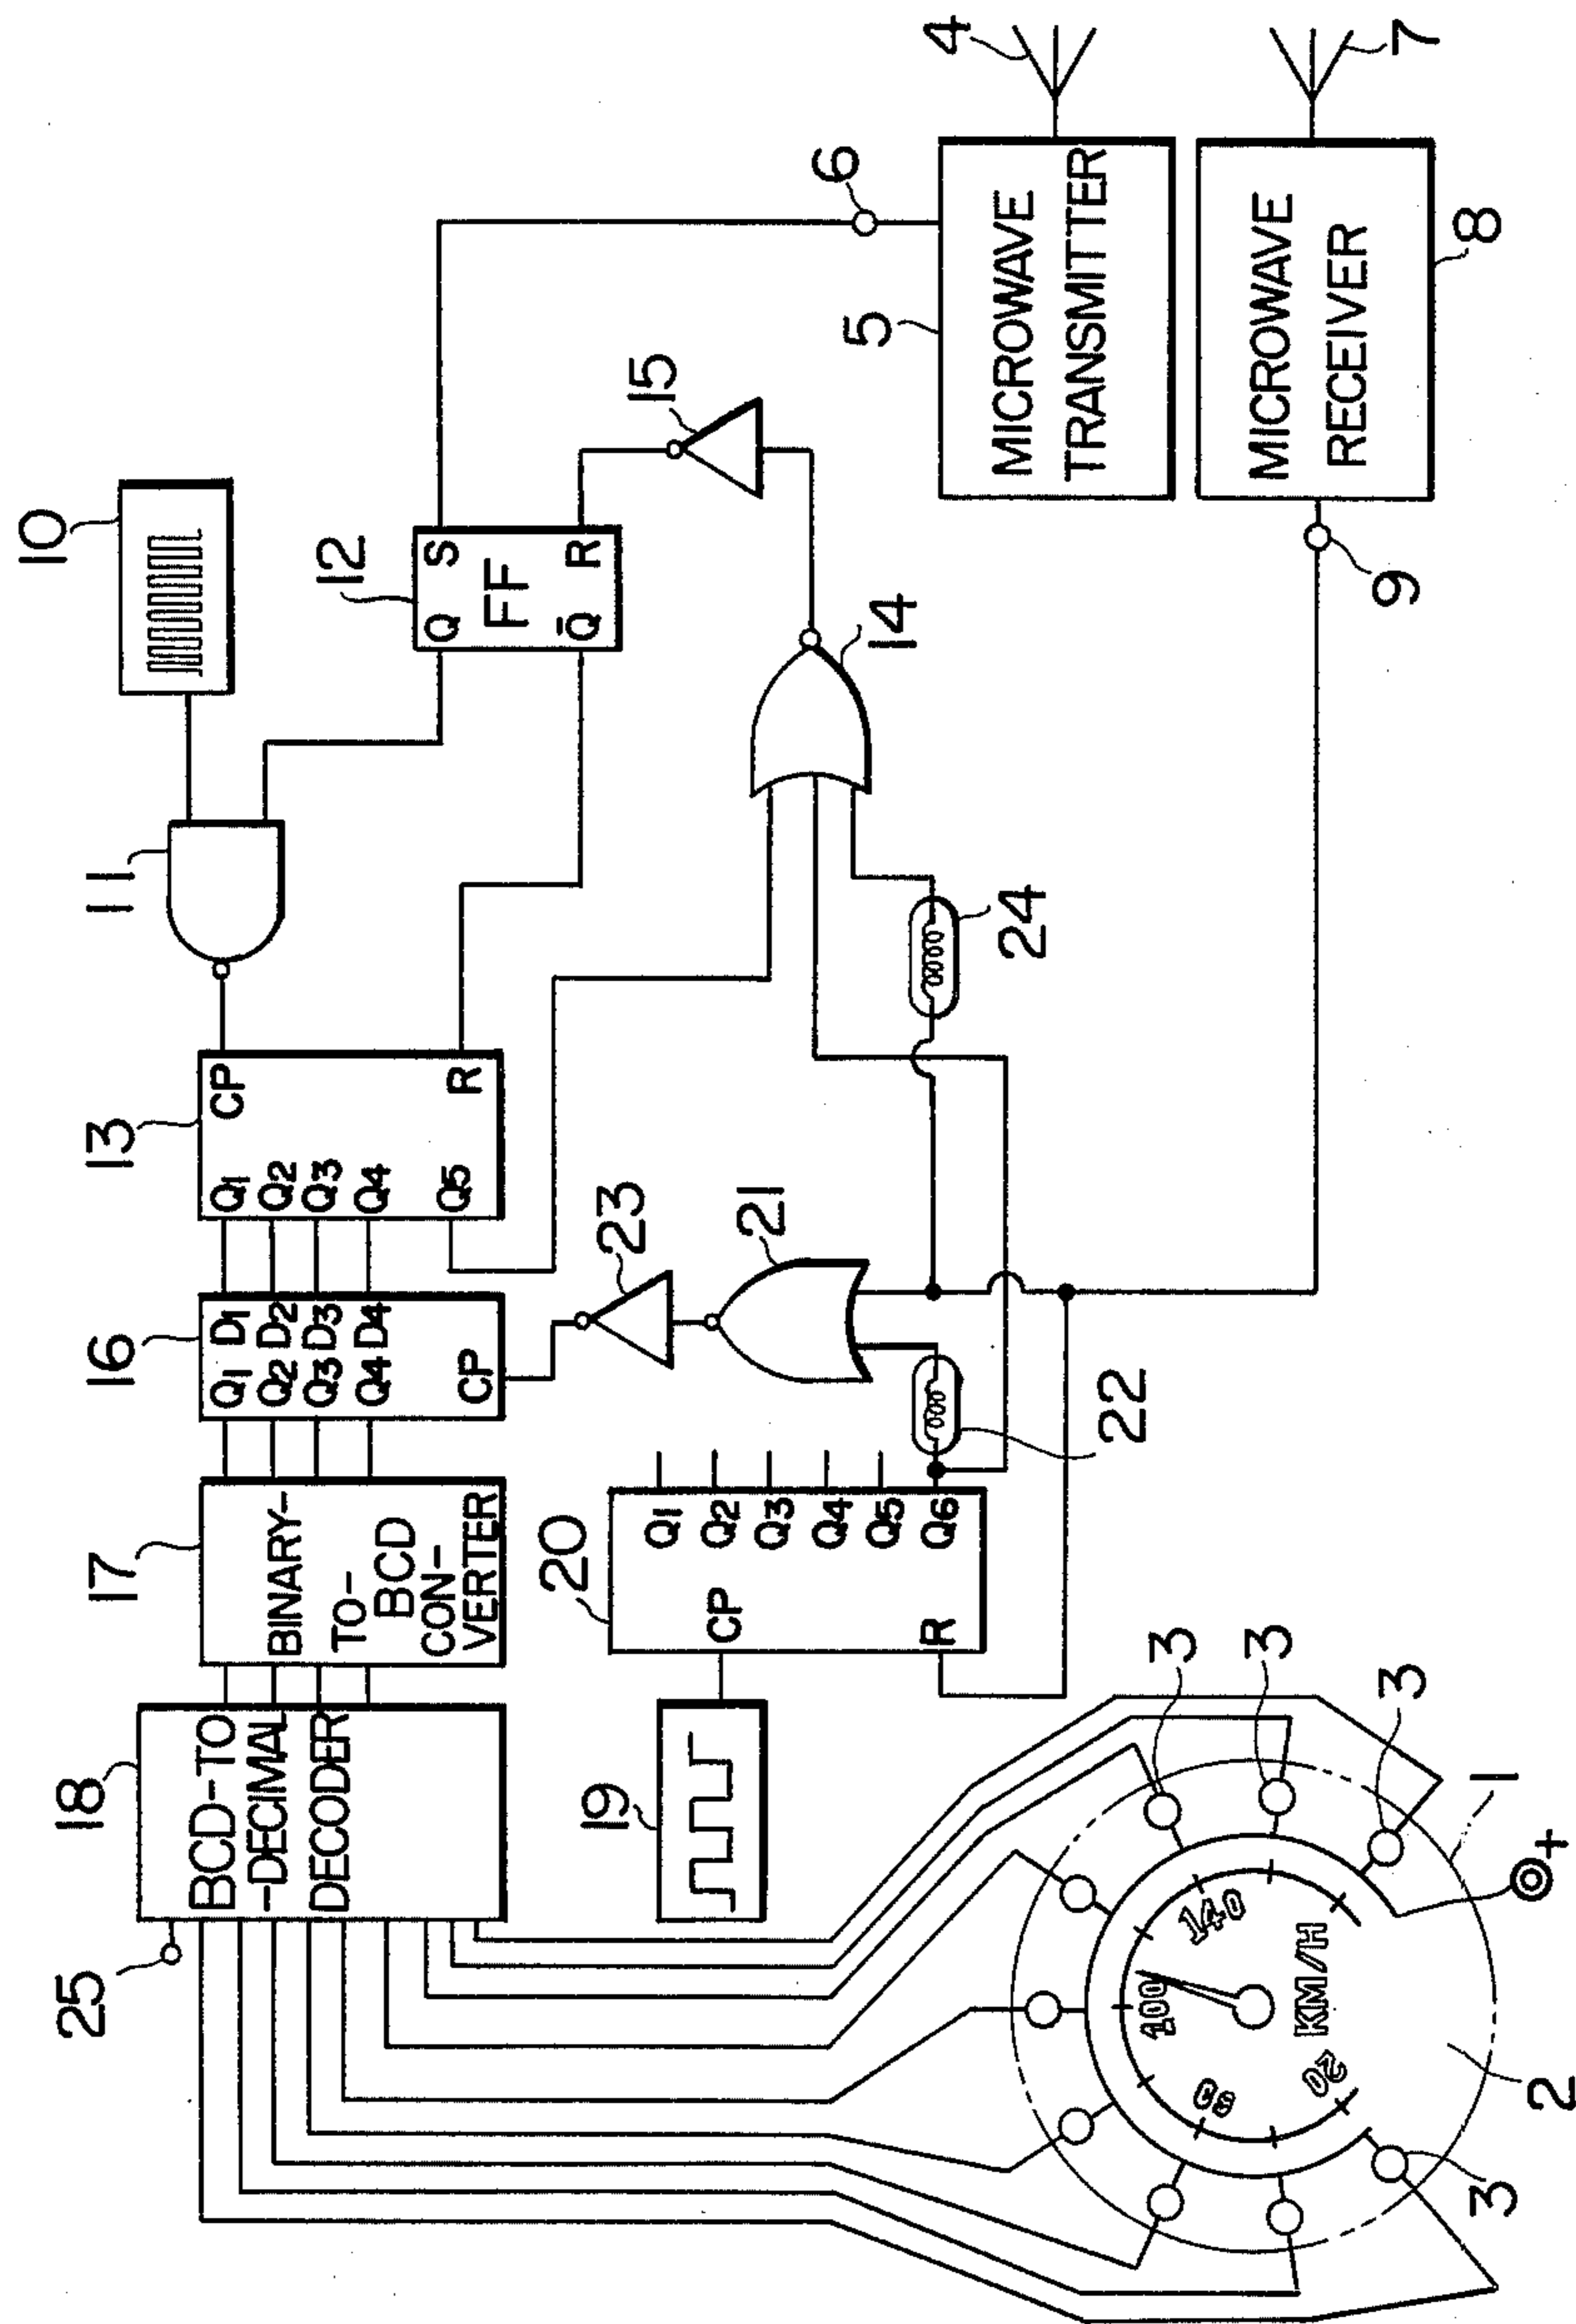 10
11
12
S
Q
FF
Q̄
R
13
CP
Q1
Q2
Q3
Q4
Q5
R
16
D1
D2
D3
D4
Q1
Q2
Q3
Q4
CP
17
BINARY-
TO-
BCD
CON-
VERTER
18
BCD-TO
-DECIMAL
DECODER
25
15
14
6
5
MICROWAVE
TRANSMITTER
4
MICROWAVE
RECEIVER
8
7
9
24
23
21
22
20
Q1
Q2
Q3
Q4
Q5
Q6
CP
R
19
3
3
3
3
1
2
+
20
100
140
KM/H